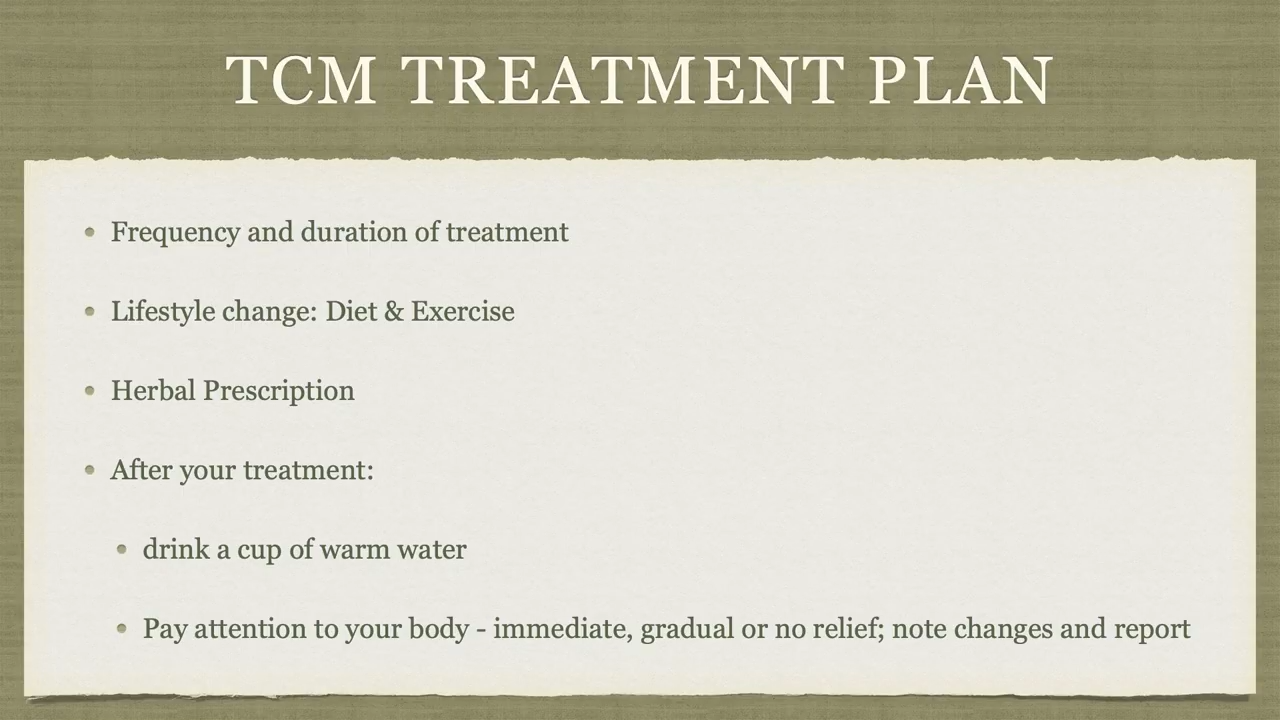 TCM TREATMENT PLAN
• Frequency and duration of treatment
• Lifestyle change: Diet & Exercise
• Herbal Prescription
• After your treatment:
• drink a cup of warm water
• Pay attention to your body - immediate, gradual or no relief; note changes and report